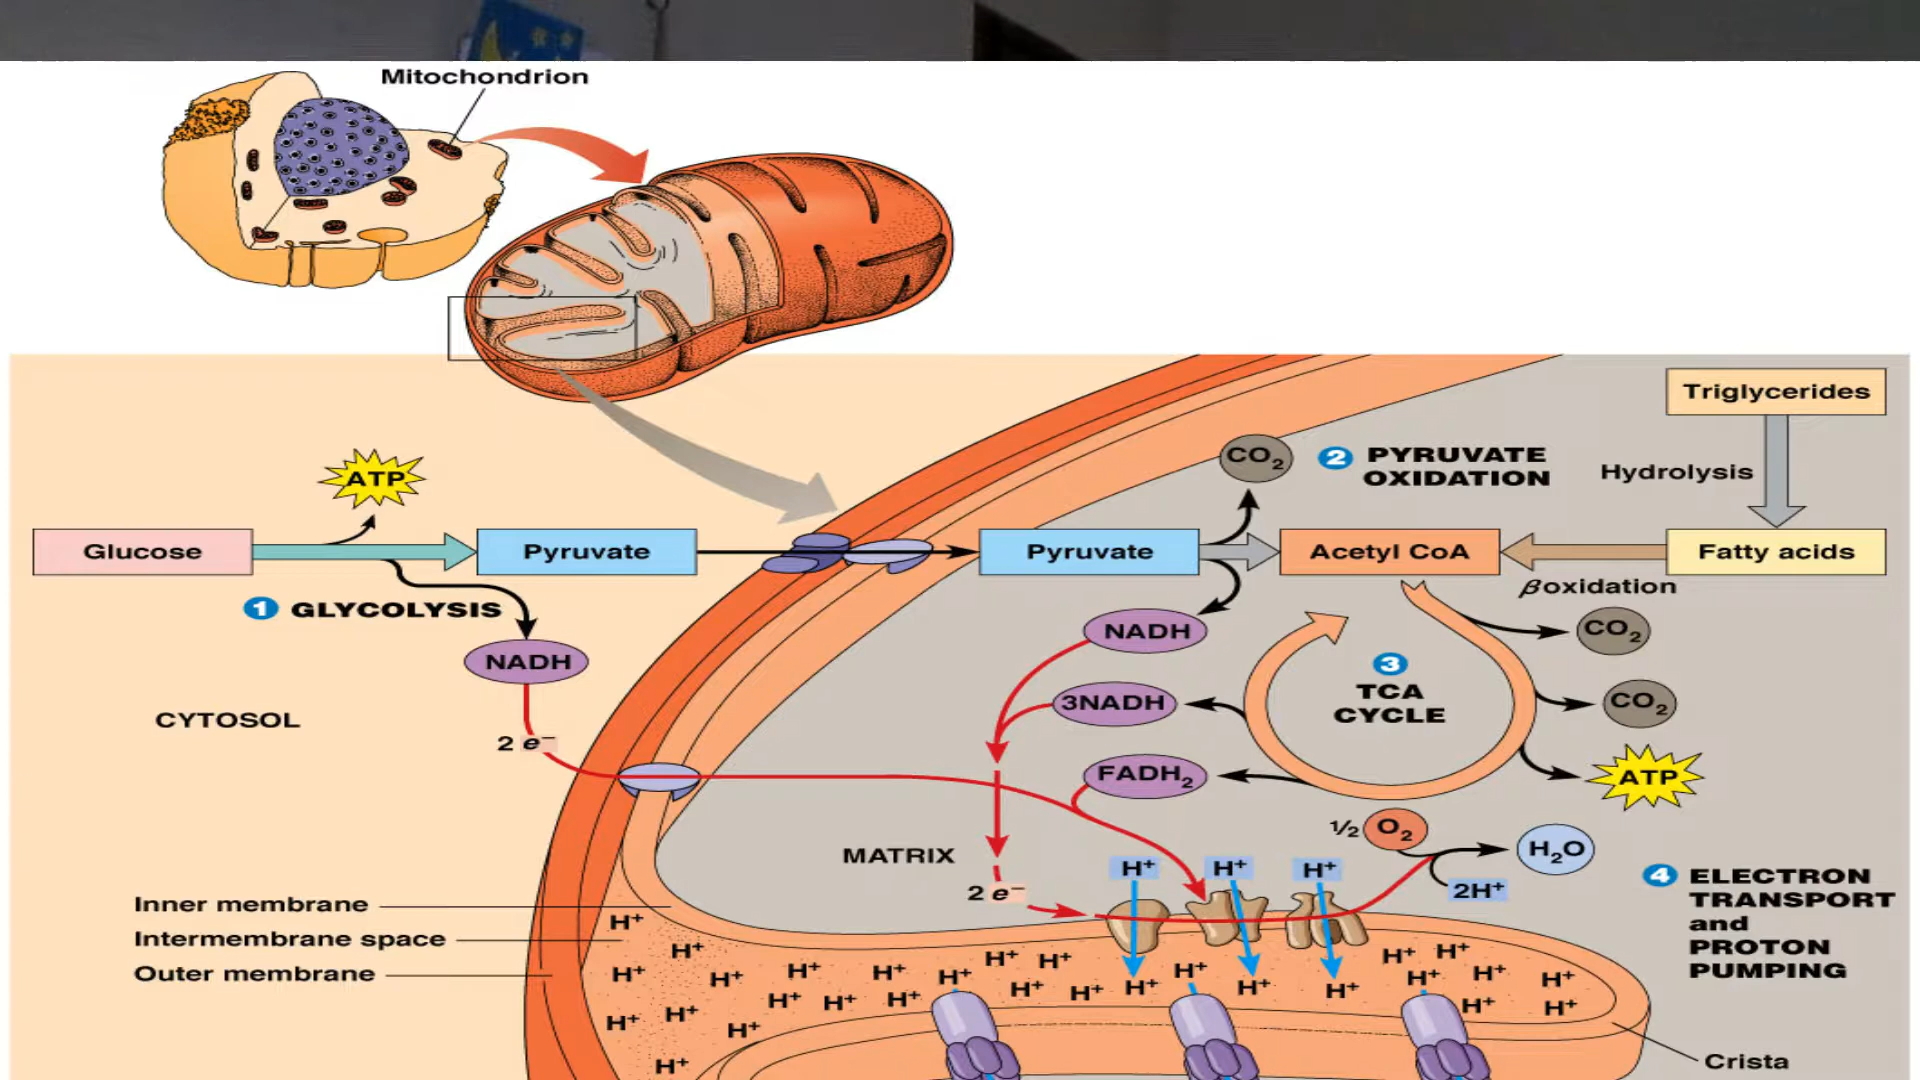 Mitochondrion
Triglycerides
CO₂
2 PYRUVATE
OXIDATION
Hydrolysis
ATP
Glucose
Pyruvate
Pyruvate
Acetyl CoA
Fatty acids
βoxidation
1 GLYCOLYSIS
NADH
NADH
CO₂
3
TCA
CYCLE
3NADH
CO₂
CYTOSOL
2 e⁻
FADH₂
ATP
½ O₂
H₂O
MATRIX
H⁺ H⁺ H⁺
2H⁺
2 e⁻
4 ELECTRON
TRANSPORT
and
PROTON
PUMPING
Inner membrane
Intermembrane space
Outer membrane
H⁺
H⁺ H⁺ H⁺ H⁺ H⁺
H⁺ H⁺ H⁺ H⁺ H⁺ H⁺ H⁺ H⁺ H⁺
H⁺ H⁺ H⁺ H⁺ H⁺ H⁺ H⁺ H⁺ H⁺ H⁺
H⁺ H⁺ H⁺
H⁺
Crista